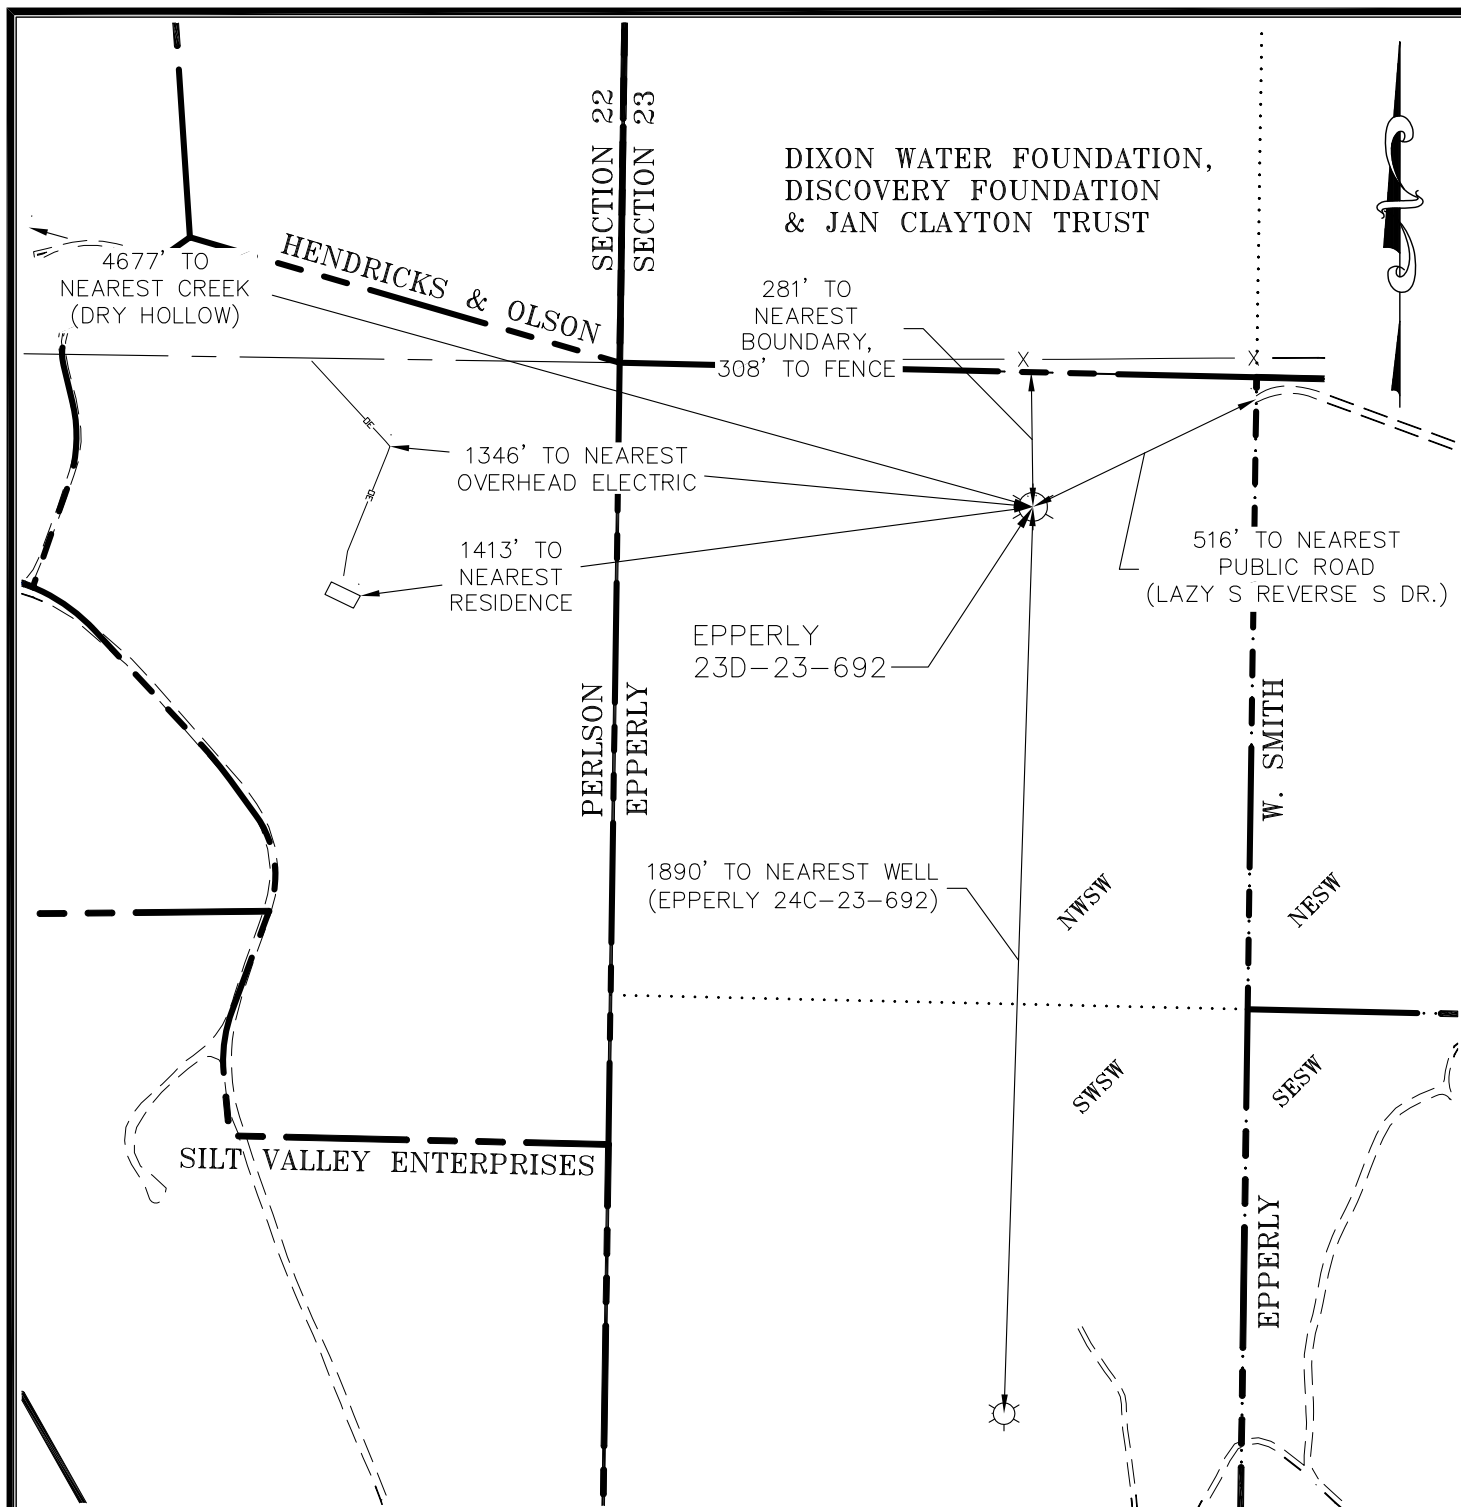 SECTION 22
SECTION 23
DIXON WATER FOUNDATION,
DISCOVERY FOUNDATION
& JAN CLAYTON TRUST
HENDRICKS & OLSON
4677' TO
NEAREST CREEK
(DRY HOLLOW)
281' TO
NEAREST
BOUNDARY,
308' TO FENCE
X
X
OE
OE
1346' TO NEAREST
OVERHEAD ELECTRIC
1413' TO
NEAREST
RESIDENCE
516' TO NEAREST
PUBLIC ROAD
(LAZY S REVERSE S DR.)
EPPERLY
23D-23-692
PERLSON
EPPERLY
W. SMITH
1890' TO NEAREST WELL
(EPPERLY 24C-23-692)
NWSW
NESW
SWSW
SESW
SILT VALLEY ENTERPRISES
EPPERLY